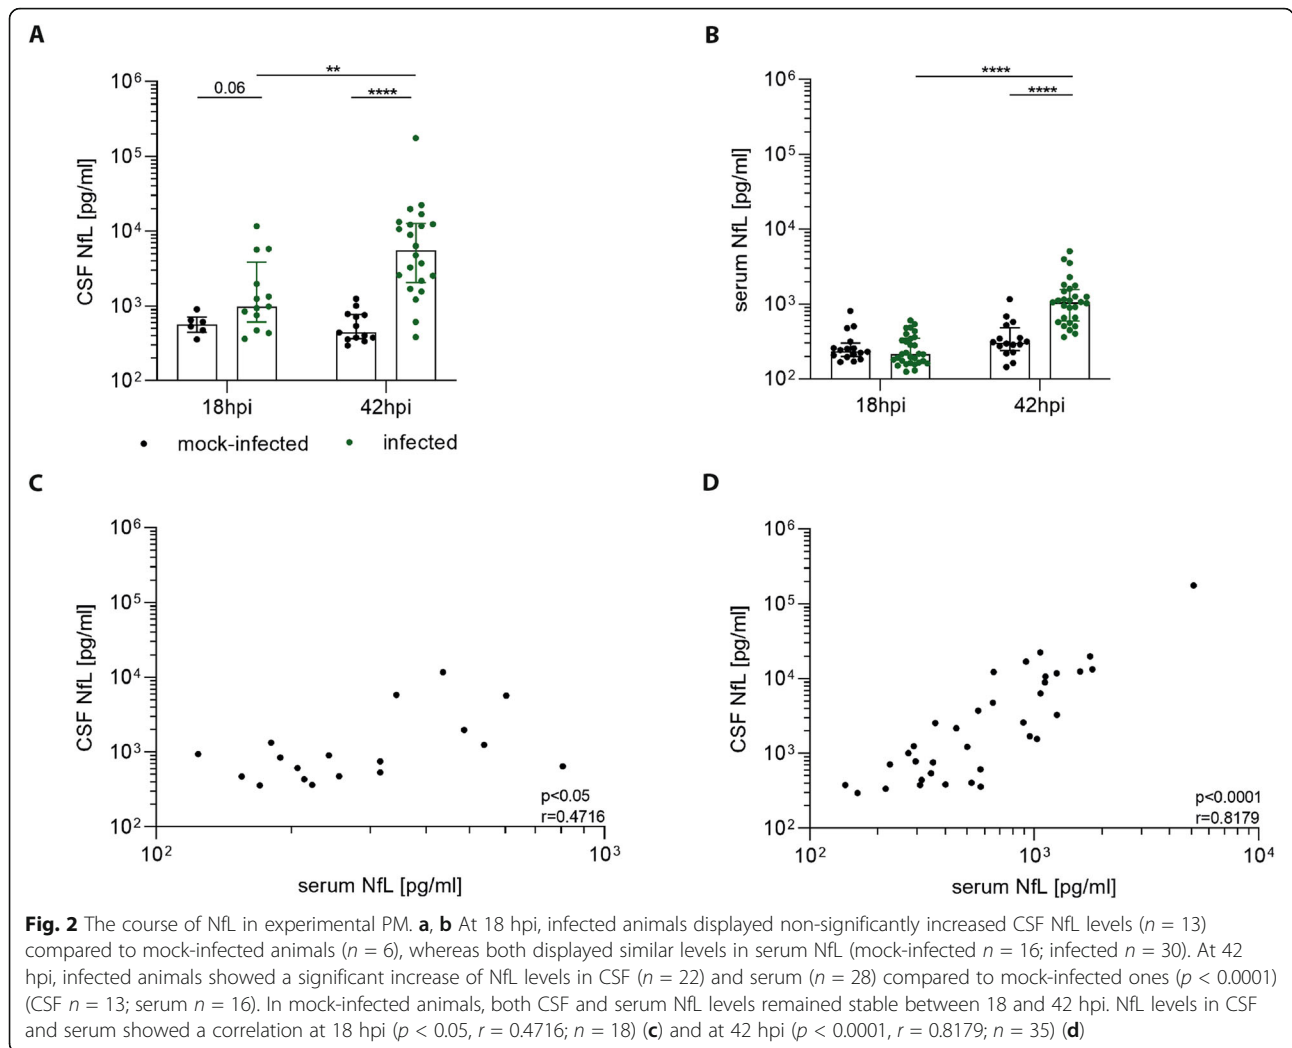 A
B
**
0.06
****
****
****
10⁶
10⁵
10⁴
10³
10²
CSF NfL [pg/ml]
18hpi
42hpi
10⁶
10⁵
10⁴
10³
10²
serum NfL [pg/ml]
18hpi
42hpi
mock-infected
infected
C
D
10⁶
10⁵
10⁴
10³
10²
CSF NfL [pg/ml]
p<0.05
r=0.4716
10²
10³
serum NfL [pg/ml]
10⁶
10⁵
10⁴
10³
10²
CSF NfL [pg/ml]
p<0.0001
r=0.8179
10²
10³
10⁴
serum NfL [pg/ml]
Fig. 2 The course of NfL in experimental PM. a, b At 18 hpi, infected animals displayed non-significantly increased CSF NfL levels (n = 13)
compared to mock-infected animals (n = 6), whereas both displayed similar levels in serum NfL (mock-infected n = 16; infected n = 30). At 42
hpi, infected animals showed a significant increase of NfL levels in CSF (n = 22) and serum (n = 28) compared to mock-infected ones (p < 0.0001)
(CSF n = 13; serum n = 16). In mock-infected animals, both CSF and serum NfL levels remained stable between 18 and 42 hpi. NfL levels in CSF
and serum showed a correlation at 18 hpi (p < 0.05, r = 0.4716; n = 18) (c) and at 42 hpi (p < 0.0001, r = 0.8179; n = 35) (d)